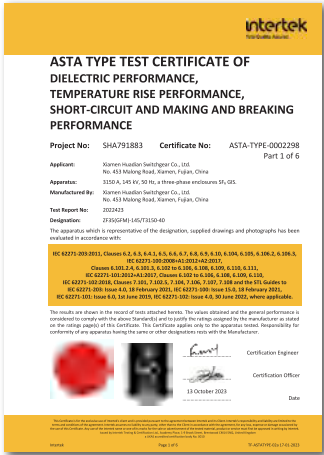 intertek
Total Quality. Assured.
ASTA TYPE TEST CERTIFICATE OF
DIELECTRIC PERFORMANCE,
TEMPERATURE RISE PERFORMANCE,
SHORT-CIRCUIT AND MAKING AND BREAKING
PERFORMANCE
Project No: SHA791883 Certificate No: ASTA-TYPE-0002298
Part 1 of 6
Applicant: Xiamen Huadian Switchgear Co., Ltd.
No. 453 Malong Road, Xiamen, Fujian, China
Apparatus: 3150 A, 145 kV, 50 Hz, a three-phase enclosures SF₆ GIS.
Manufactured By: Xiamen Huadian Switchgear Co., Ltd.
No. 453 Malong Road, Xiamen, Fujian, China
Test Report No: 2022423
Designation: ZF35(GFM)-145/T3150-40
The apparatus which is representative of the designation, supplied drawings and photographs has been
evaluated in accordance with:
IEC 62271-203-2011, Clauses 6.2, 6.3, 6.4.1, 6.5, 6.6, 6.7, 6.8, 6.9, 6.10, 6.104, 6.105, 6.106.2, 6.106.3,
IEC 62271-100:2008+A1:2012+A2:2017,
Clauses 6.101.2.4, 6.101.3, 6.102 to 6.106, 6.108, 6.109, 6.110, 6.111,
IEC 62271-101:2012+A1:2017, Clauses 6.102 to 6.106, 6.108, 6.109, 6.110,
IEC 62271-102:2018, Clauses 7.101, 7.102.5, 7.104, 7.106, 7.107, 7.108 and the STL Guides to
IEC 62271-203: Issue 4.0, 18 February 2021, IEC 62271-100: Issue 15.0, 18 February 2021,
IEC 62271-101: Issue 6.0, 1st June 2019, IEC 62271-102: Issue 4.0, 30 June 2022, where applicable.
The results are shown in the record of tests attached hereto. The values obtained and the general performance is
considered to comply with the above Standard(s) and to justify the ratings assigned by the manufacturer as stated
on the ratings page(s) of this Certificate. This Certificate applies only to the apparatus tested. Responsibility for
conformity of any apparatus having the same or other designations rests with the Manufacturer.
Certification Engineer
Certification Officer
13 October 2023
Date
Intertek Page 1 of 9 TF-ASTATYPE-02a 17-01-2023